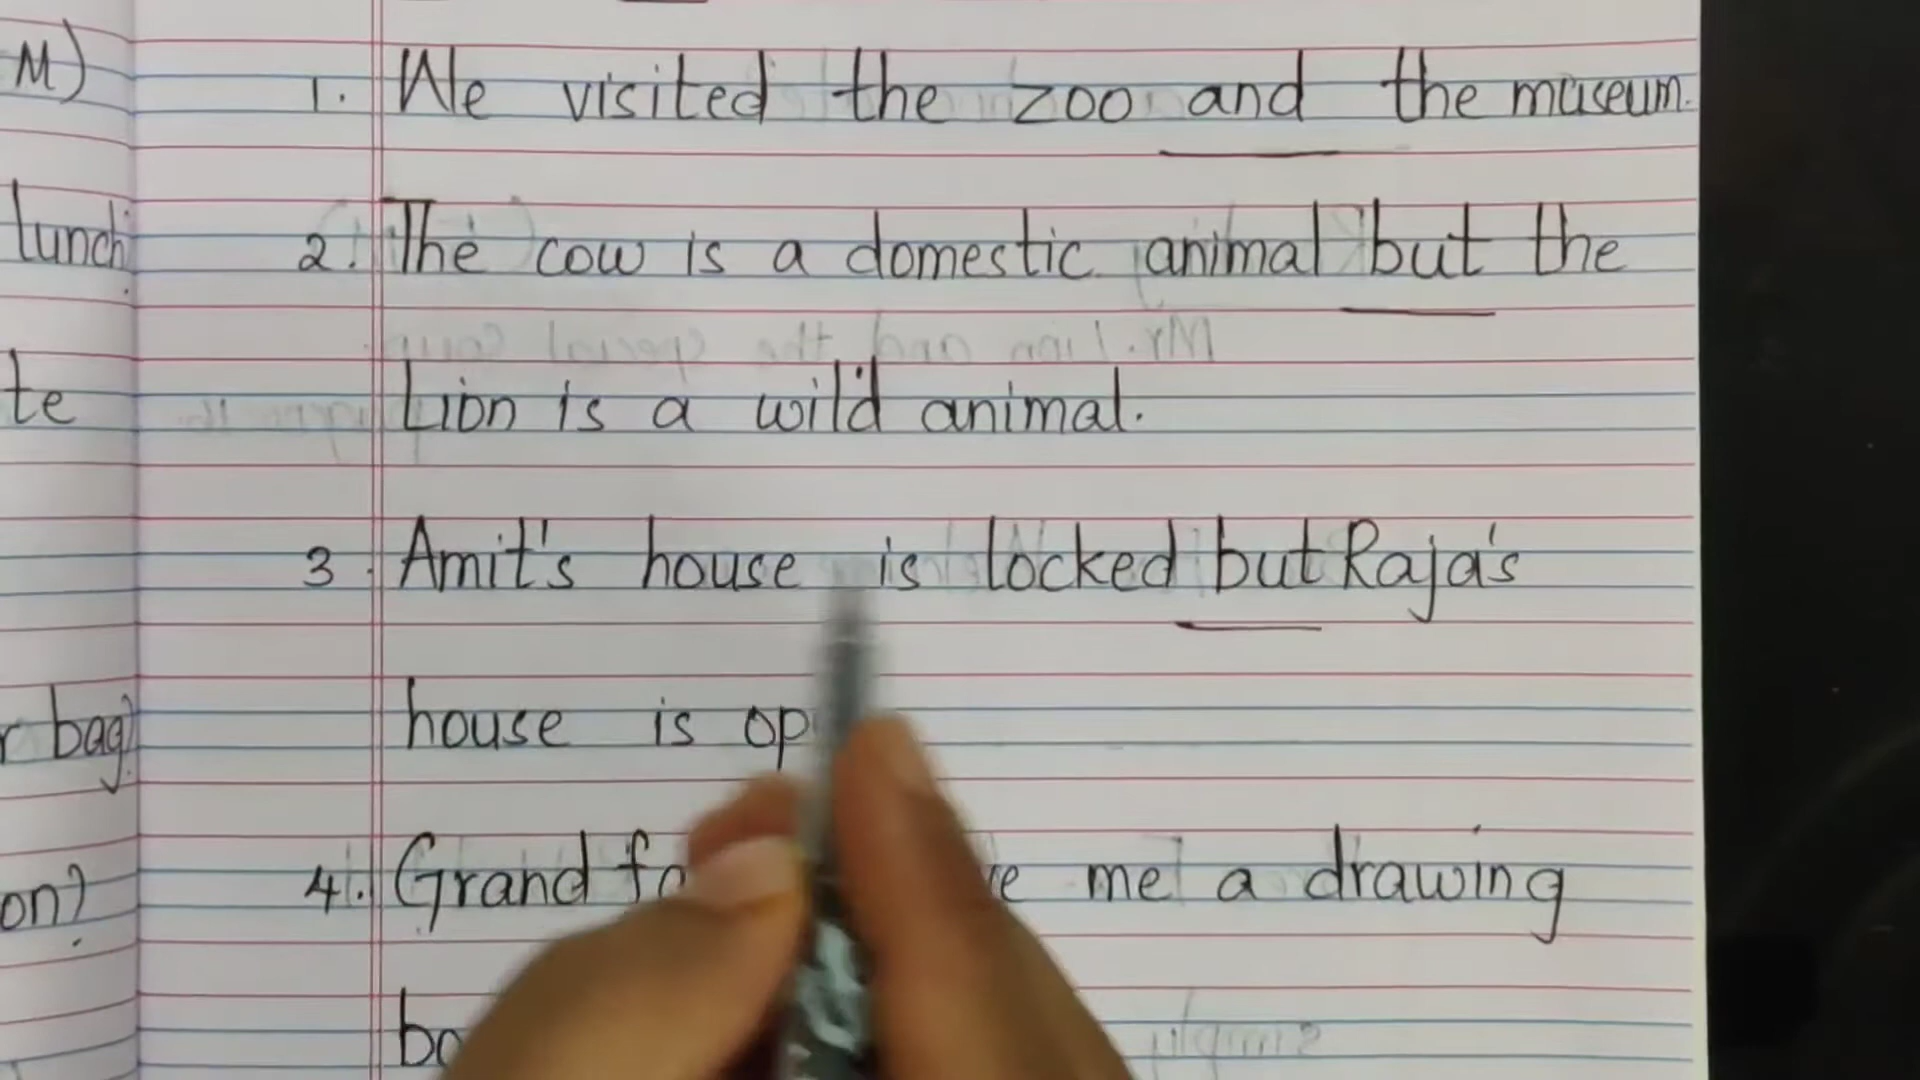 M)
1. We visited the zoo and the museum.
lunch.
2. The cow is a domestic animal but the
te
Lion is a wild animal.
3. Amit's house is locked but Raja's
bag?
house is
4. Grand me a drawing
on?